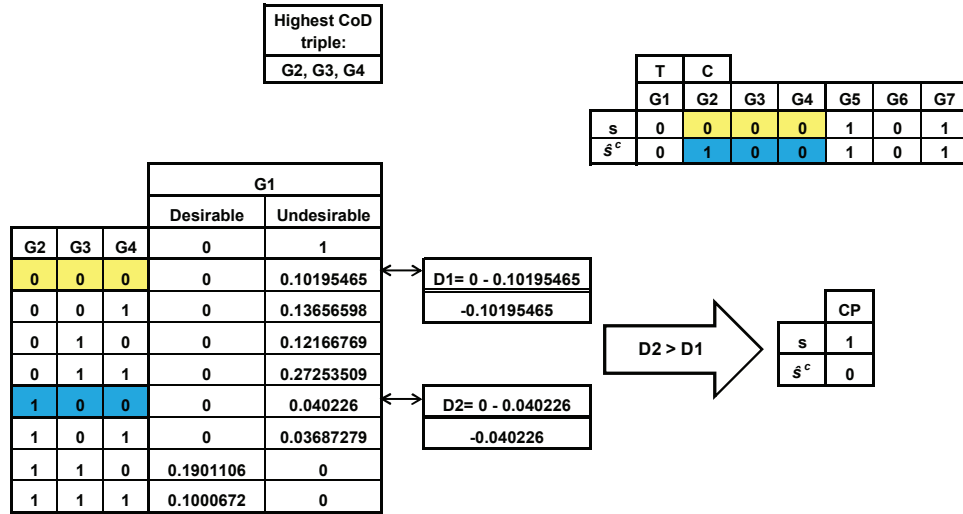 Highest CoD
triple:
G2, G3, G4
T C
G1 G2 G3 G4 G5 G6 G7
s 0 0 0 0 1 0 1
ŝ c 0 1 0 0 1 0 1
G1
Desirable Undesirable
G2 G3 G4 0 1
0 0 0 0 0.10195465
0 0 1 0 0.13656598
0 1 0 0 0.12166769
0 1 1 0 0.27253509
1 0 0 0 0.040226
1 0 1 0 0.03687279
1 1 0 0.1901106 0
1 1 1 0.1000672 0
D1= 0 - 0.10195465
-0.10195465
D2= 0 - 0.040226
-0.040226
D2 > D1
CP
s 1
ŝ c 0